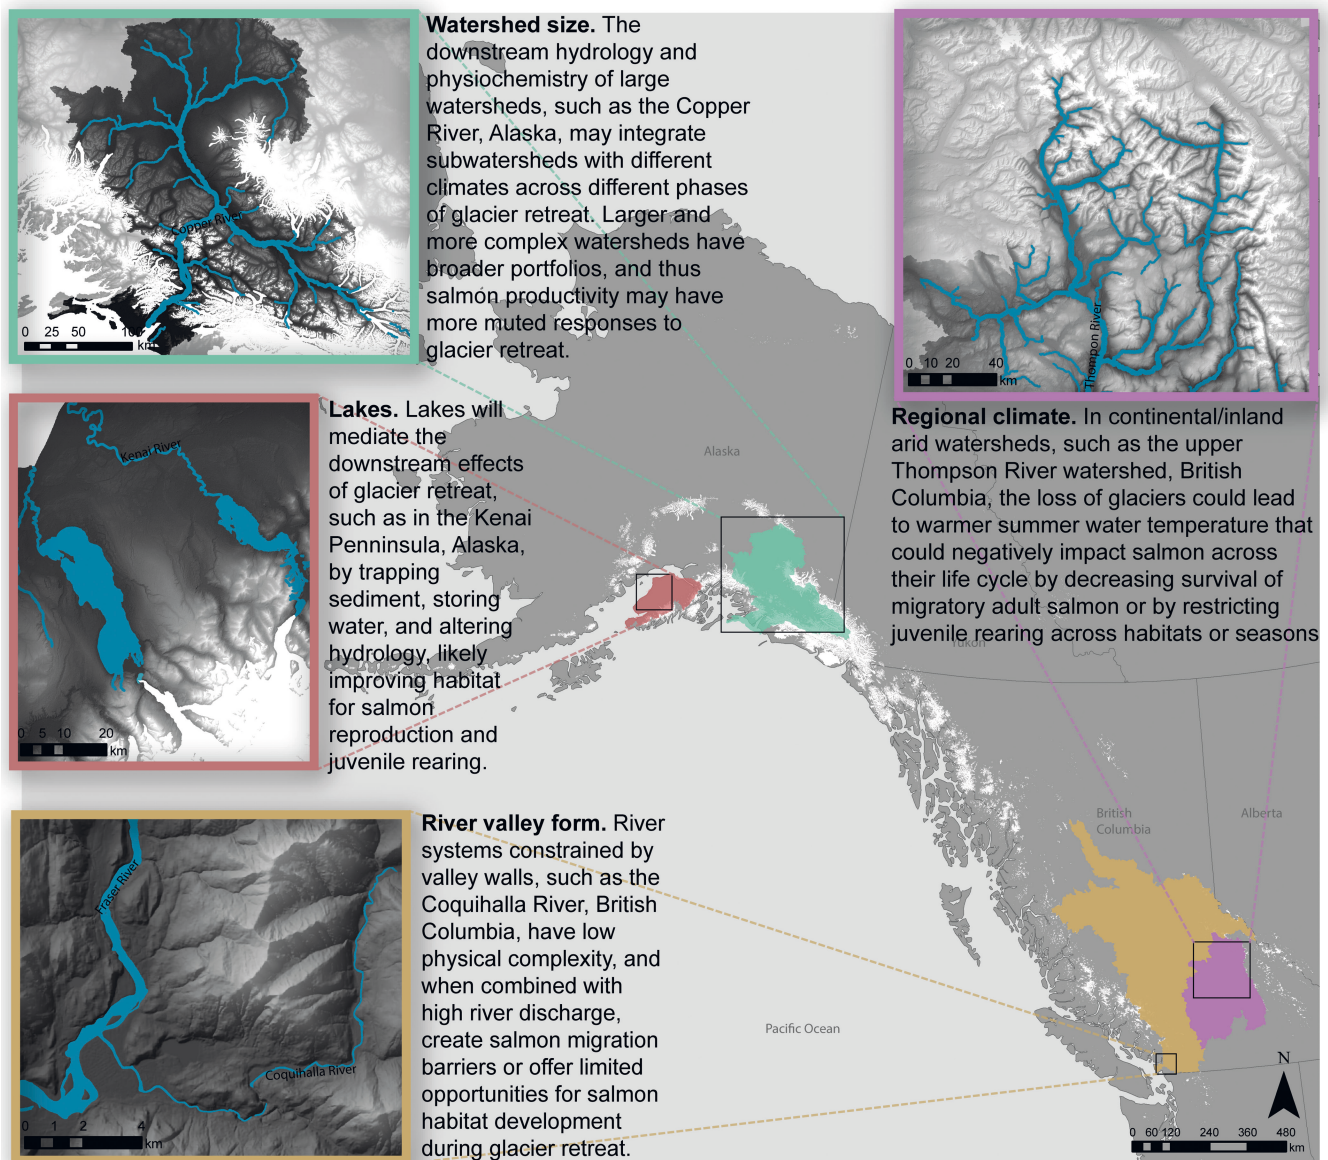 Watershed size. The
downstream hydrology and
physiochemistry of large
watersheds, such as the Copper
River, Alaska, may integrate
subwatersheds with different
climates across different phases
of glacier retreat. Larger and
more complex watersheds have
broader portfolios, and thus
salmon productivity may have
more muted responses to
glacier retreat.
Copper River
0 25 50 100
km
Thompon River
0 10 20 40
km
Regional climate. In continental/inland
arid watersheds, such as the upper
Thompson River watershed, British
Columbia, the loss of glaciers could lead
to warmer summer water temperature that
could negatively impact salmon across
their life cycle by decreasing survival of
migratory adult salmon or by restricting
juvenile rearing across habitats or seasons
Kenai River
0 5 10 20
km
Lakes. Lakes will
mediate the
downstream effects
of glacier retreat,
such as in the Kenai
Penninsula, Alaska,
by trapping
sediment, storing
water, and altering
hydrology, likely
improving habitat
for salmon
reproduction and
juvenile rearing.
Alaska
Yukon
British
Columbia
Alberta
Pacific Ocean
Fraser River
Coquihalla River
0 1 2 4
km
River valley form. River
systems constrained by
valley walls, such as the
Coquihalla River, British
Columbia, have low
physical complexity, and
when combined with
high river discharge,
create salmon migration
barriers or offer limited
opportunities for salmon
habitat development
during glacier retreat.
N
0 60 120 240 360 480
km